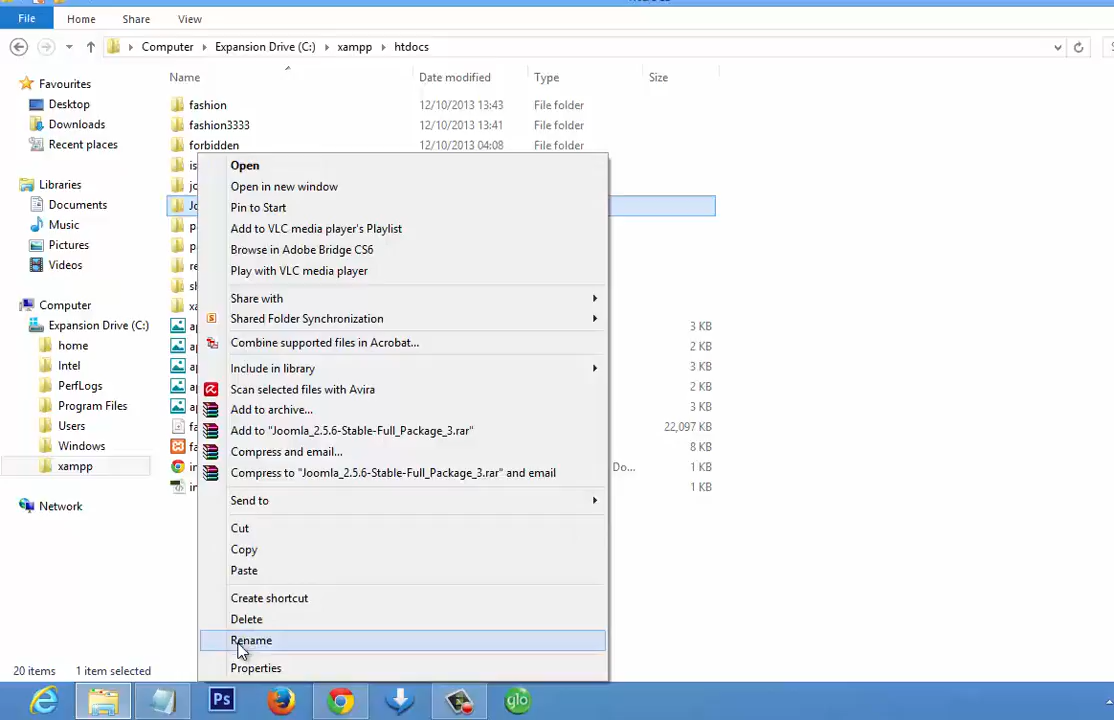 File Home Share View
Computer Expansion Drive (C:) xampp htdocs
Name Date modified Type Size
Favourites
Desktop
Downloads
Recent places
Libraries
Documents
Music
Pictures
Videos
Computer
Expansion Drive (C:)
home
Intel
PerfLogs
Program Files
Users
Windows
xampp
Network
fashion 12/10/2013 13:43 File folder
fashion3333 12/10/2013 13:41 File folder
forbidden 12/10/2013 04:08 File folder
Open
Open in new window
Pin to Start
Add to VLC media player's Playlist
Browse in Adobe Bridge CS6
Play with VLC media player
Share with
Shared Folder Synchronization
Combine supported files in Acrobat...
Include in library
Scan selected files with Avira
Add to archive...
Add to "Joomla_2.5.6-Stable-Full_Package_3.rar"
Compress and email...
Compress to "Joomla_2.5.6-Stable-Full_Package_3.rar" and email
Send to
Cut
Copy
Paste
Create shortcut
Delete
Rename
Properties
3 KB
2 KB
3 KB
2 KB
3 KB
22,097 KB
8 KB
Do... 1 KB
1 KB
20 items 1 item selected
Ps
glo